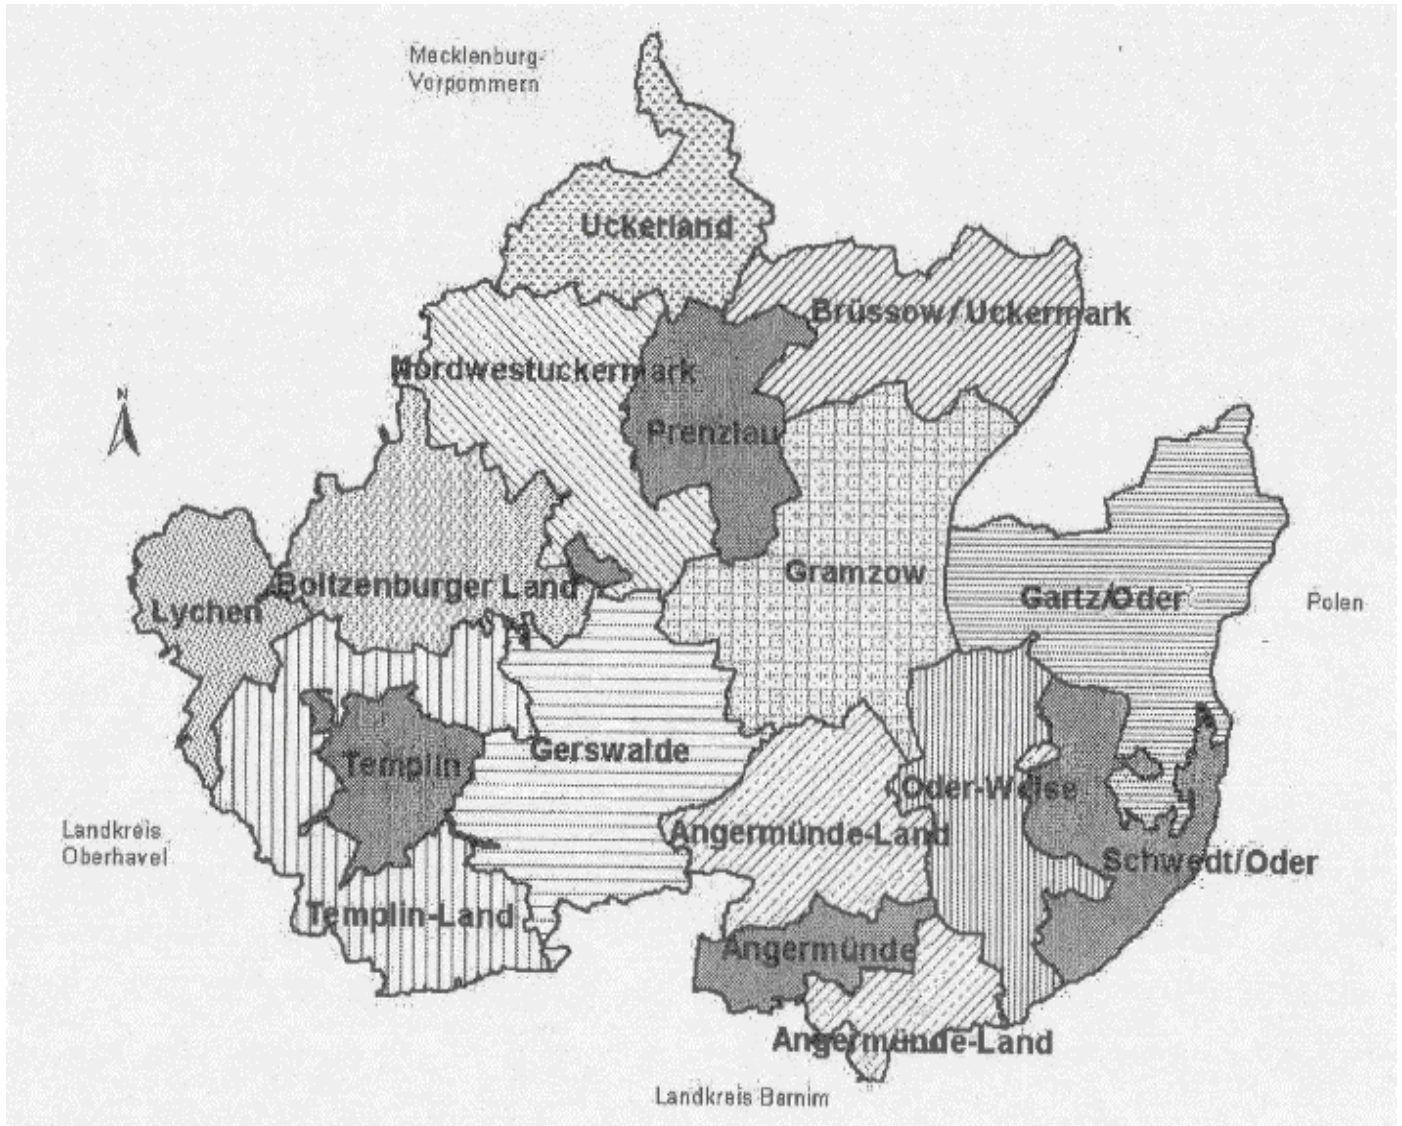 Mecklenburg-
Vorpommern
Uckerland
Brüssow/Uckermark
Nordwestuckermark
N
Prenzlau
Gramzow
Boitzenburger Land
Gartz/Oder
Polen
Lychen
Gerswalde
Templin
Oder-Welse
Landkreis
Oberhavel
Angermünde-Land
Schwedt/Oder
Templin-Land
Angermünde
Angermünde-Land
Landkreis Barnim